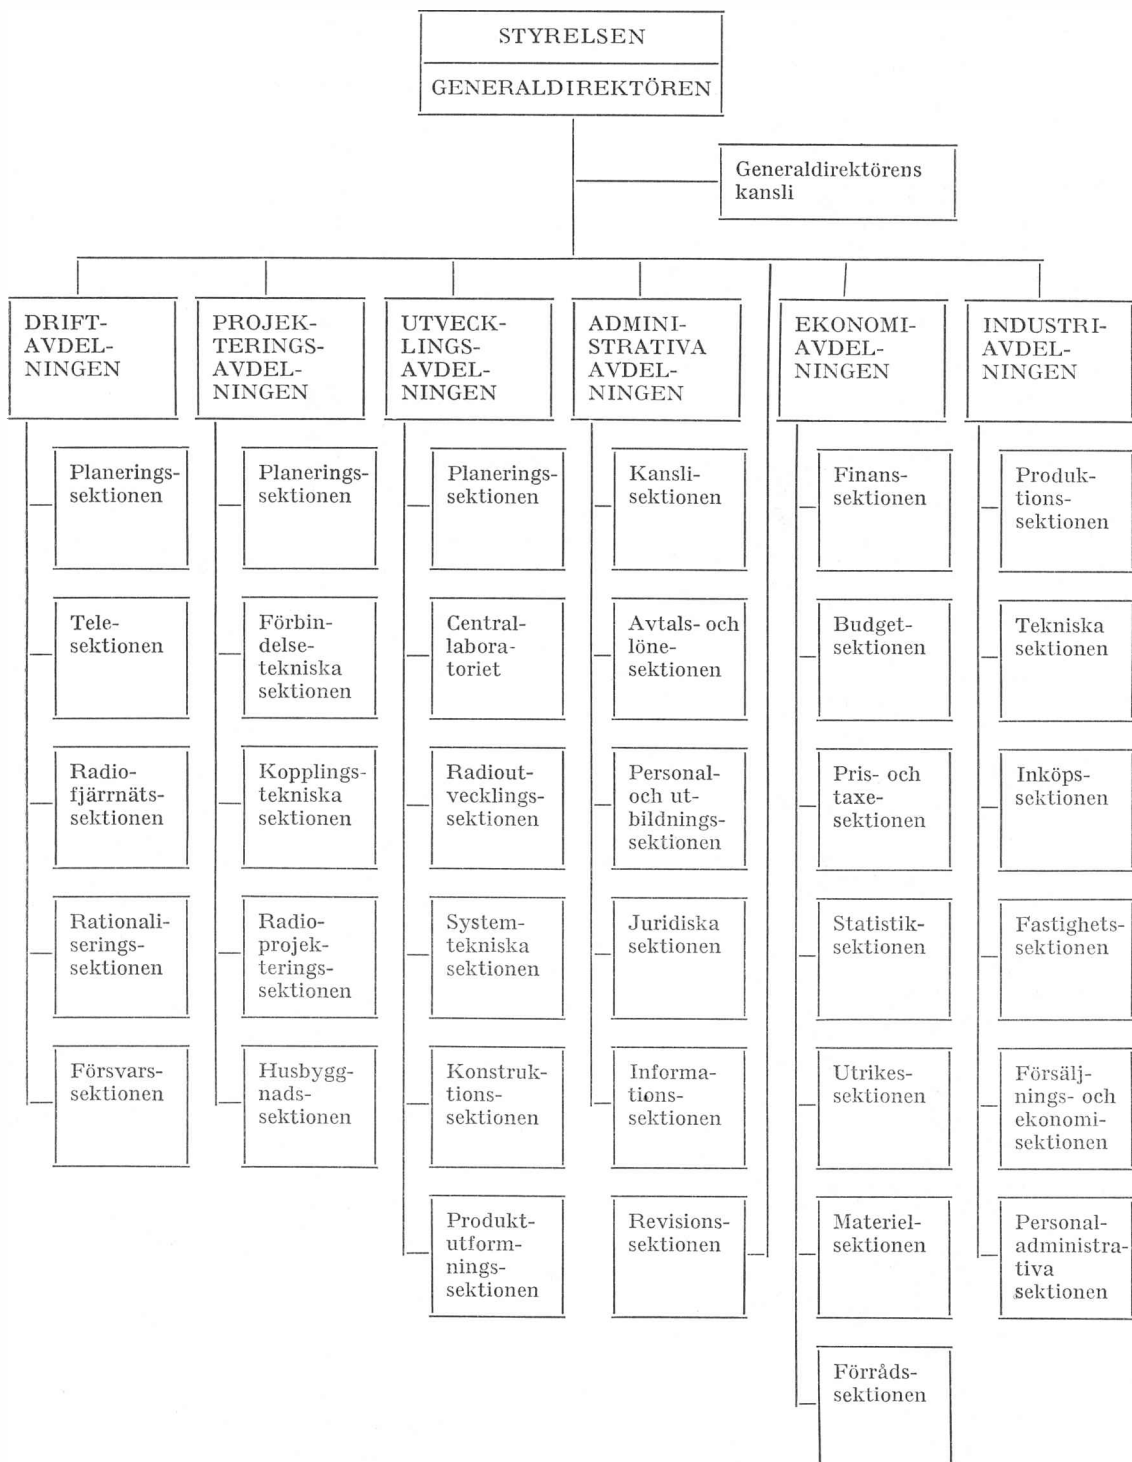 STYRELSEN
GENERALDIREKTÖREN
Generaldirektörens
kansli
DRIFT-
AVDEL-
NINGEN
Planerings-
sektionen
Tele-
sektionen
Radio-
fjärrnäts-
sektionen
Rationali-
serings-
sektionen
Försvars-
sektionen
PROJEK-
TERINGS-
AVDEL-
NINGEN
Planerings-
sektionen
Förbin-
delse-
tekniska
sektionen
Kopplings-
tekniska
sektionen
Radio-
projek-
terings-
sektionen
Husbygg-
nads-
sektionen
UTVECK-
LINGS-
AVDEL-
NINGEN
Planerings-
sektionen
Central-
labora-
toriet
Radiout-
vecklings-
sektionen
System-
tekniska
sektionen
Konstruk-
tions-
sektionen
Produkt-
utform-
nings-
sektionen
ADMINI-
STRATIVA
AVDEL-
NINGEN
Kansli-
sektionen
Avtals- och
löne-
sektionen
Personal-
och ut-
bildnings-
sektionen
Juridiska
sektionen
Informa-
tions-
sektionen
Revisions-
sektionen
EKONOMI-
AVDEL-
NINGEN
Finans-
sektionen
Budget-
sektionen
Pris- och
taxe-
sektionen
Statistik-
sektionen
Utrikes-
sektionen
Materiel-
sektionen
Förråds-
sektionen
INDUSTRI-
AVDEL-
NINGEN
Produk-
tions-
sektionen
Tekniska
sektionen
Inköps-
sektionen
Fastighets-
sektionen
Försälj-
nings- och
ekonomi-
sektionen
Personal-
administra-
tiva
sektionen